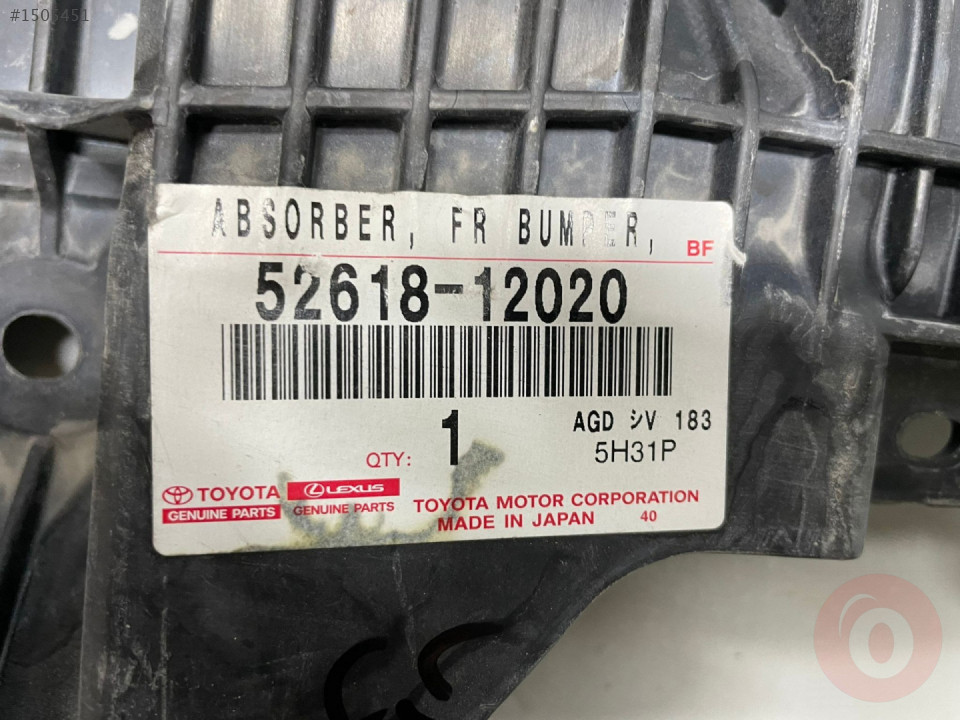 #1505451
ABSORBER, FR BUMPER,
BF
52618-12020
QTY: 1
AGD シV 183
5H31P
TOYOTA
GENUINE PARTS
LEXUS
GENUINE PARTS
TOYOTA MOTOR CORPORATION
MADE IN JAPAN 40